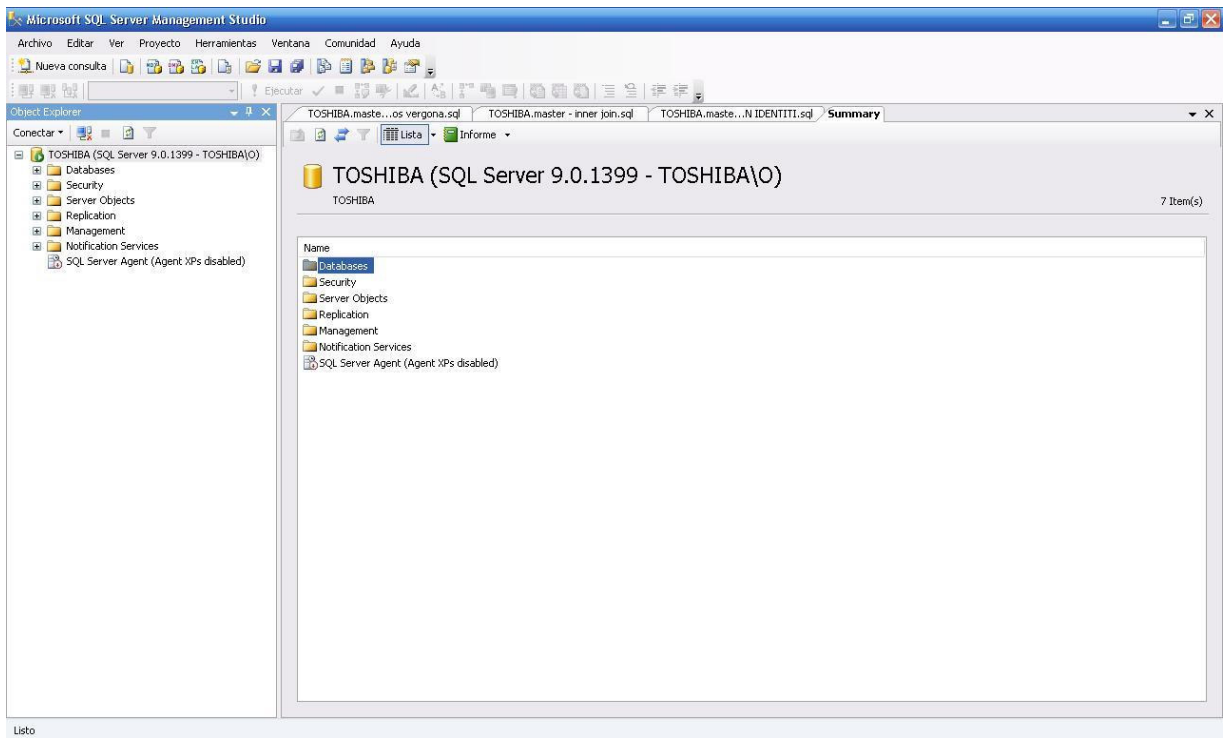 Microsoft SQL Server Management Studio
Archivo Editar Ver Proyecto Herramientas Ventana Comunidad Ayuda
Nueva consulta
Ejecutar
Object Explorer
Conectar
TOSHIBA (SQL Server 9.0.1399 - TOSHIBA\O)
Databases
Security
Server Objects
Replication
Management
Notification Services
SQL Server Agent (Agent XPs disabled)
TOSHIBA.maste...os vergona.sql TOSHIBA.master - inner join.sql TOSHIBA.maste...N IDENTITI.sql Summary
Lista Informe
TOSHIBA (SQL Server 9.0.1399 - TOSHIBA\O)
TOSHIBA 7 Item(s)
Name
Databases
Security
Server Objects
Replication
Management
Notification Services
SQL Server Agent (Agent XPs disabled)
Listo